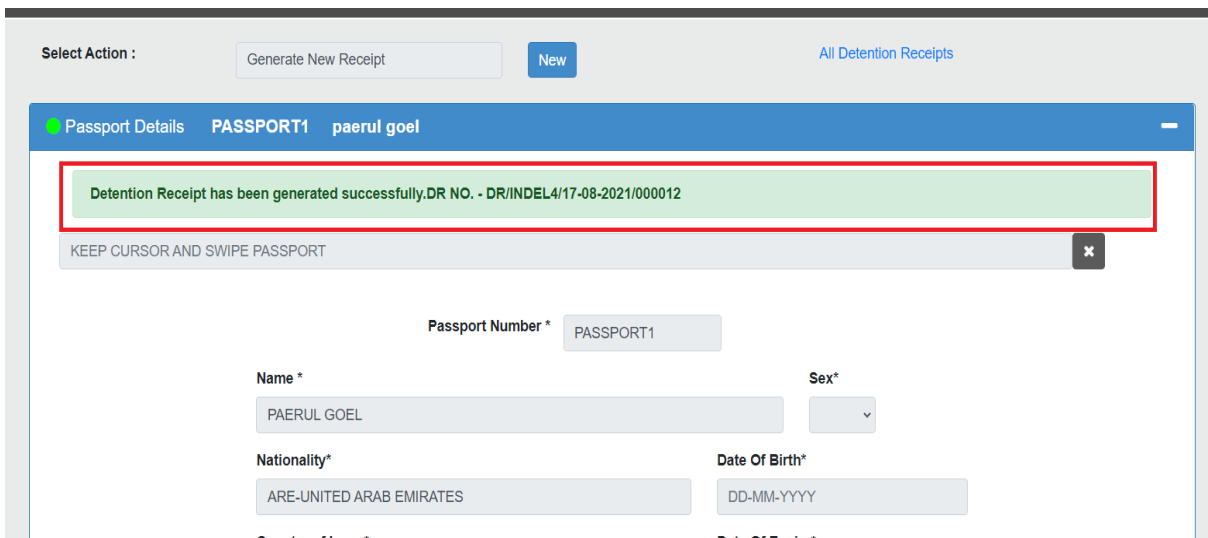 Select Action : Generate New Receipt New All Detention Receipts
Passport Details PASSPORT1 paerul goel
Detention Receipt has been generated successfully.DR NO. - DR/INDEL4/17-08-2021/000012
KEEP CURSOR AND SWIPE PASSPORT
Passport Number * PASSPORT1
Name * Sex*
PAERUL GOEL
Nationality* Date Of Birth*
ARE-UNITED ARAB EMIRATES DD-MM-YYYY